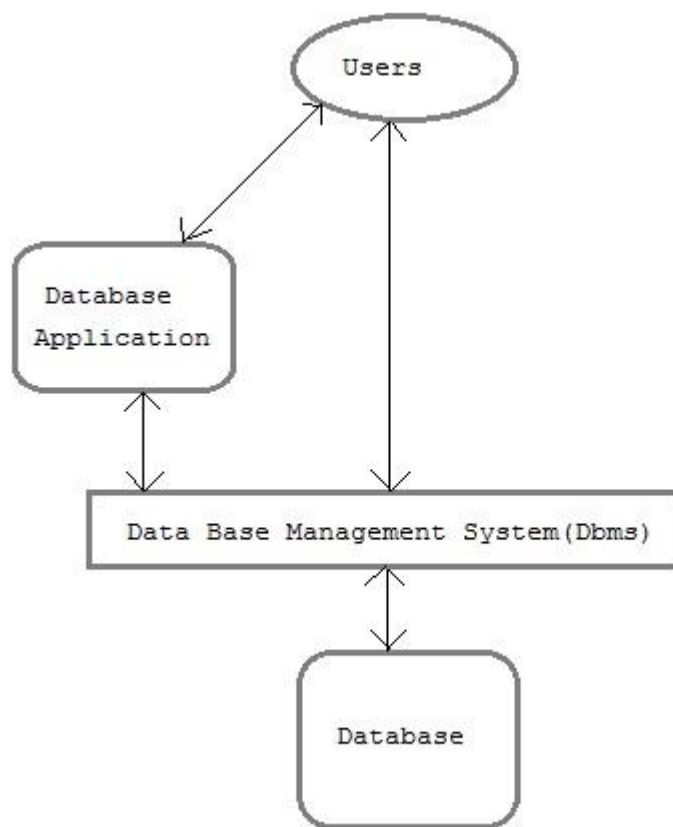 Users
Database
Application
Data Base Management System(Dbms)
Database